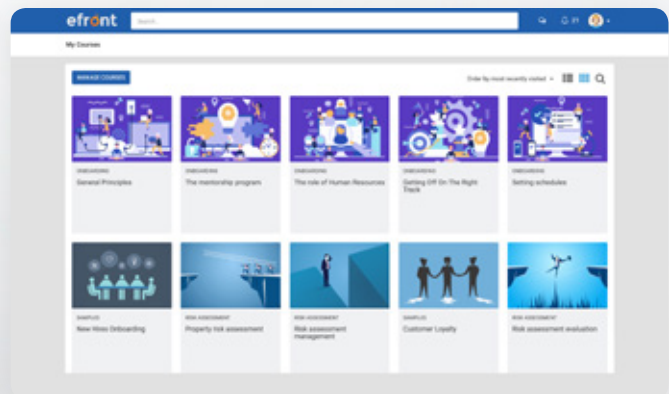 efront
Search...
21
My Courses
MANAGE COURSES
Order by most recently visited
ONBOARDING
General Principles
ONBOARDING
The mentorship program
ONBOARDING
The role of Human Resources
ONBOARDING
Getting Off On The Right
Track
ONBOARDING
Setting schedules
SAMPLES
New Hires Onboarding
RISK ASSESSMENT
Property risk assessment
RISK ASSESSMENT
Risk assessment
management
SAMPLES
Customer Loyalty
RISK ASSESSMENT
Risk assessment evaluation